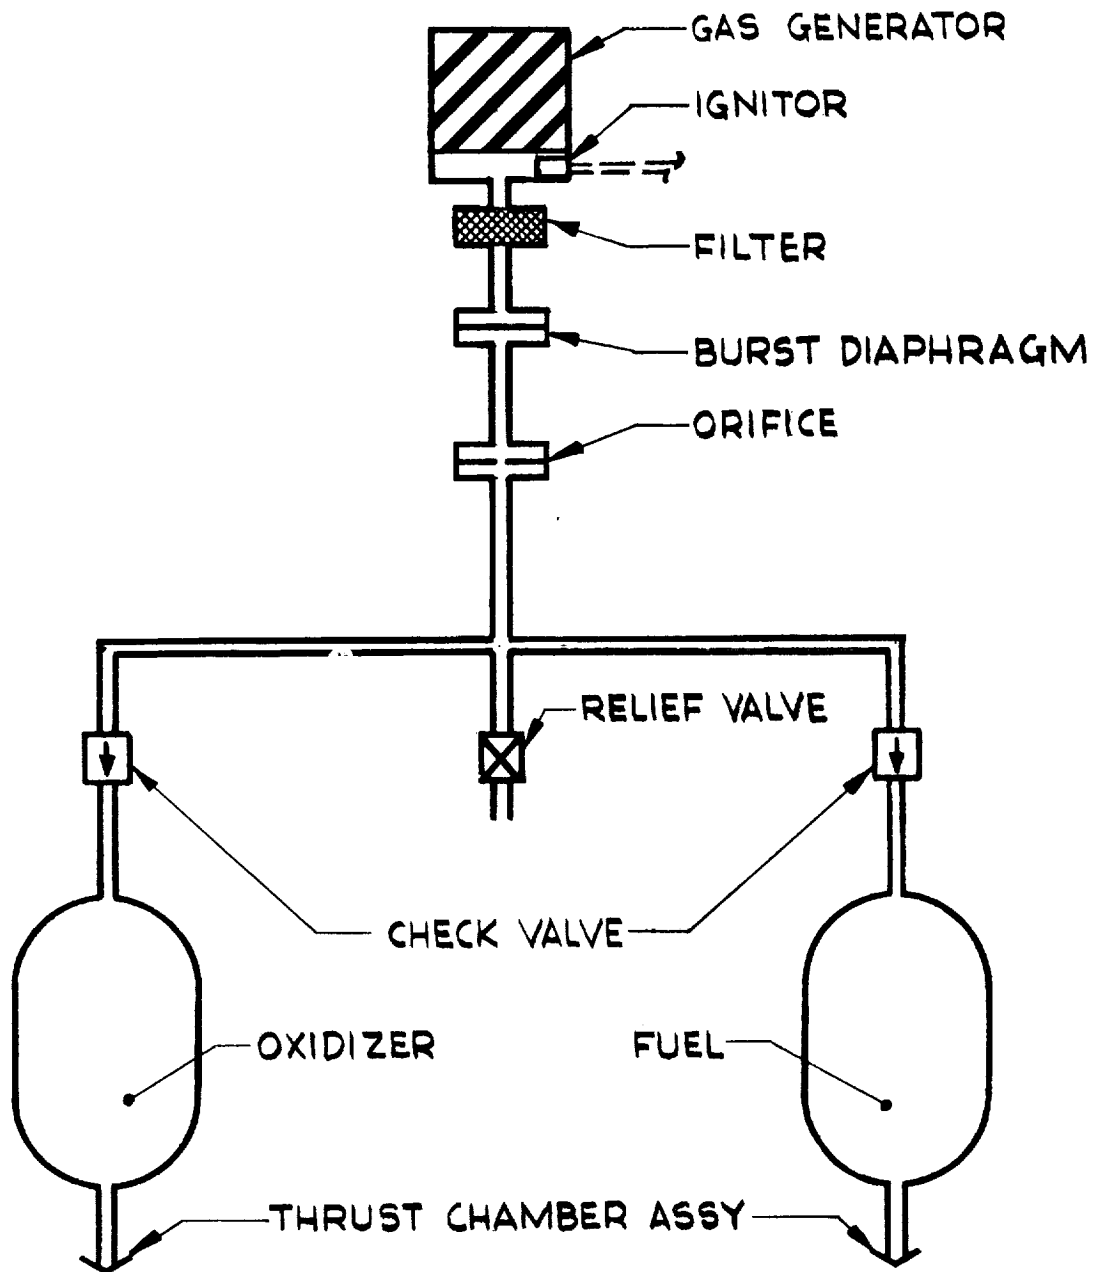 GAS GENERATOR
IGNITOR
FILTER
BURST DIAPHRAGM
ORIFICE
RELIEF VALVE
CHECK VALVE
OXIDIZER
FUEL
THRUST CHAMBER ASSY